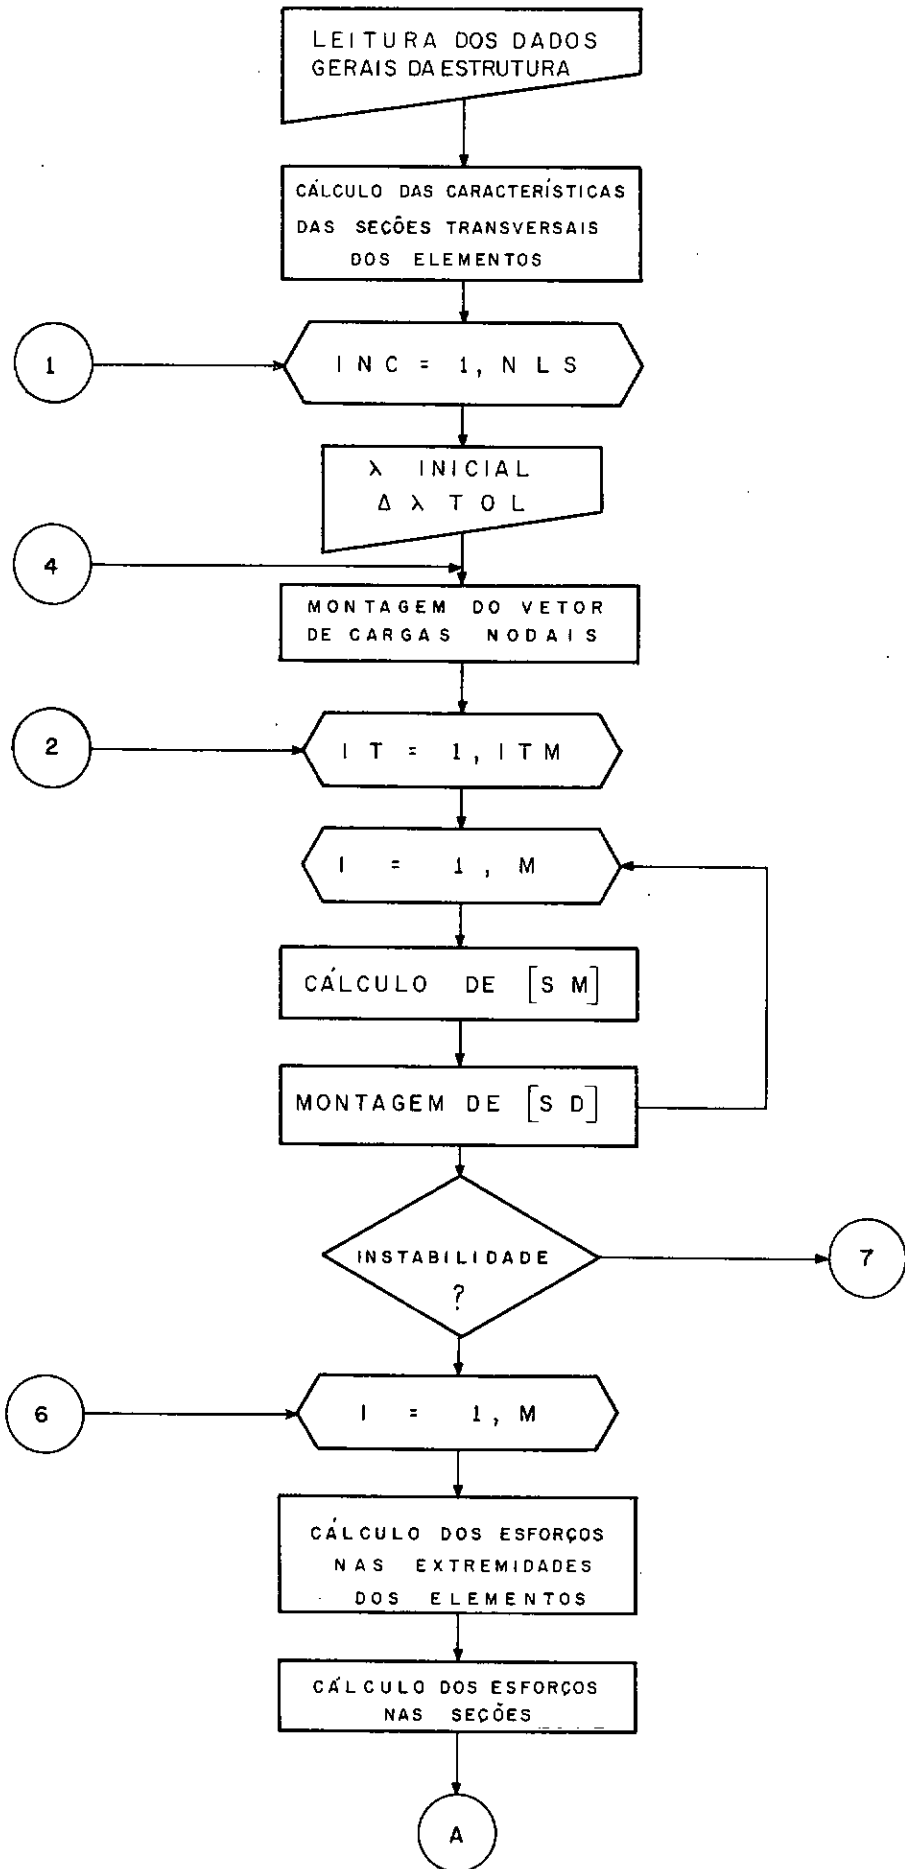 LEITURA DOS DADOS
GERAIS DA ESTRUTURA
CÁLCULO DAS CARACTERÍSTICAS
DAS SEÇÕES TRANSVERSAIS
DOS ELEMENTOS
1
INC = 1, NLS
λ INICIAL
Δ λ TOL
4
MONTAGEM DO VETOR
DE CARGAS NODAIS
2
IT = 1, ITM
I = 1, M
CÁLCULO DE [SM]
MONTAGEM DE [SD]
INSTABILIDADE
?
7
6
I = 1, M
CÁLCULO DOS ESFORÇOS
NAS EXTREMIDADES
DOS ELEMENTOS
CÁLCULO DOS ESFORÇOS
NAS SEÇÕES
A